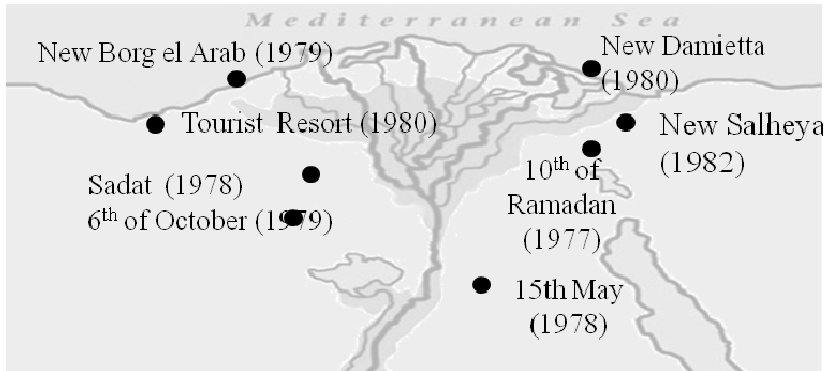 Mediterranean Sea
New Borg el Arab (1979)
New Damietta
(1980)
Tourist Resort (1980)
New Salheya
(1982)
Sadat (1978)
6th of October (1979)
10th of
Ramadan
(1977)
15th May
(1978)